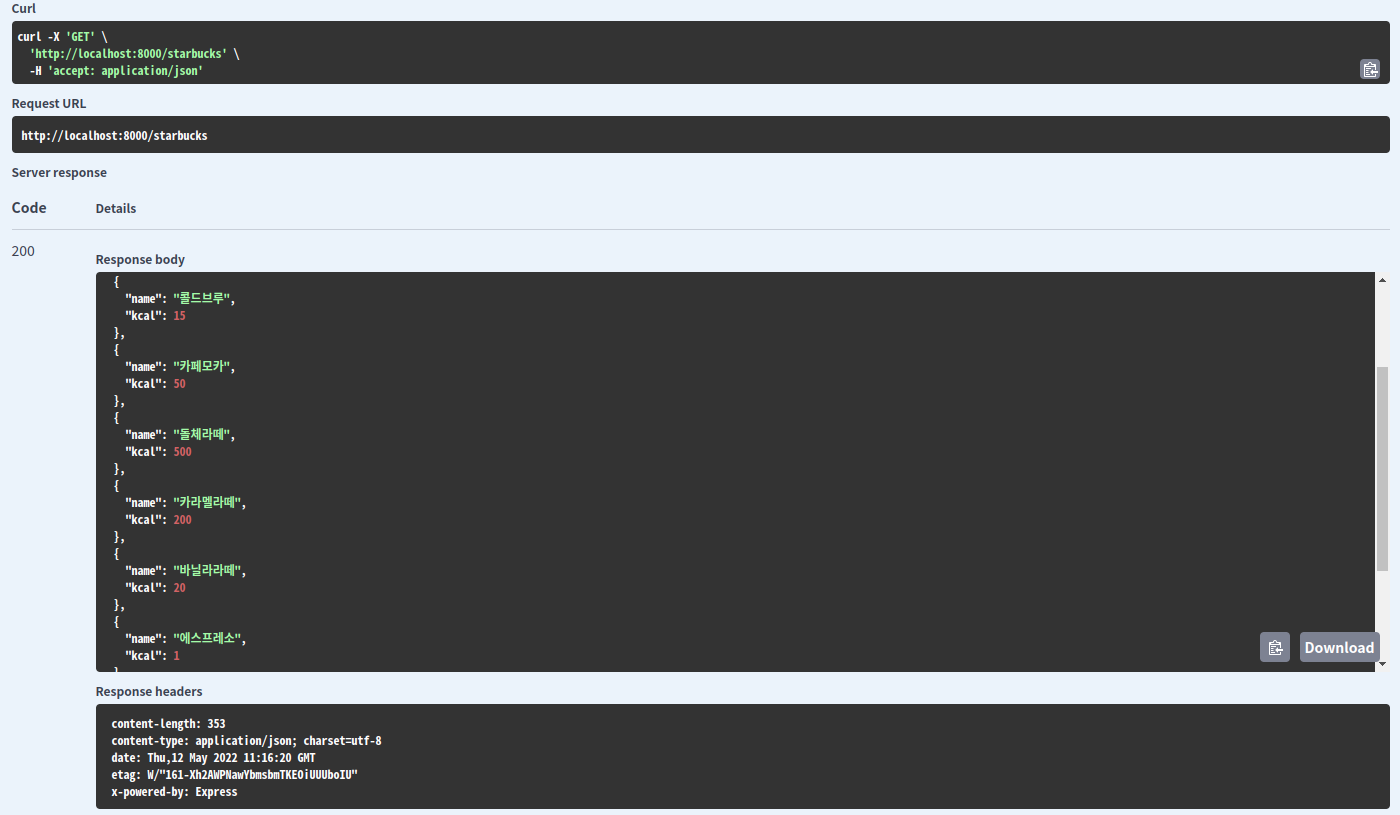 Curl
curl -X 'GET' \
'http://localhost:8000/starbucks' \
-H 'accept: application/json'
Request URL
http://localhost:8000/starbucks
Server response
Code Details
200
Response body
{
"name": "콜드브루",
"kcal": 15
},
{
"name": "카페모카",
"kcal": 50
},
{
"name": "돌체라떼",
"kcal": 500
},
{
"name": "카라멜라떼",
"kcal": 200
},
{
"name": "바닐라라떼",
"kcal": 20
},
{
"name": "에스프레소",
"kcal": 1
Download
Response headers
content-length: 353
content-type: application/json; charset=utf-8
date: Thu,12 May 2022 11:16:20 GMT
etag: W/"161-Xh2AWPNawYbmsbmTKEOiUUUboIU"
x-powered-by: Express